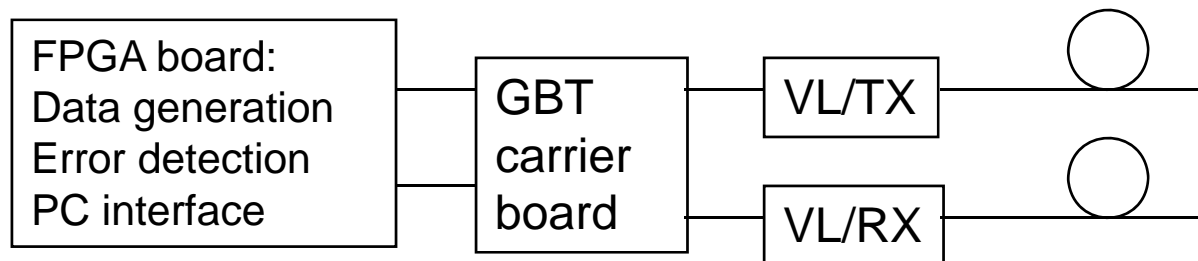 FPGA board:
Data generation
Error detection
PC interface
GBT
carrier
board
VL/TX
VL/RX